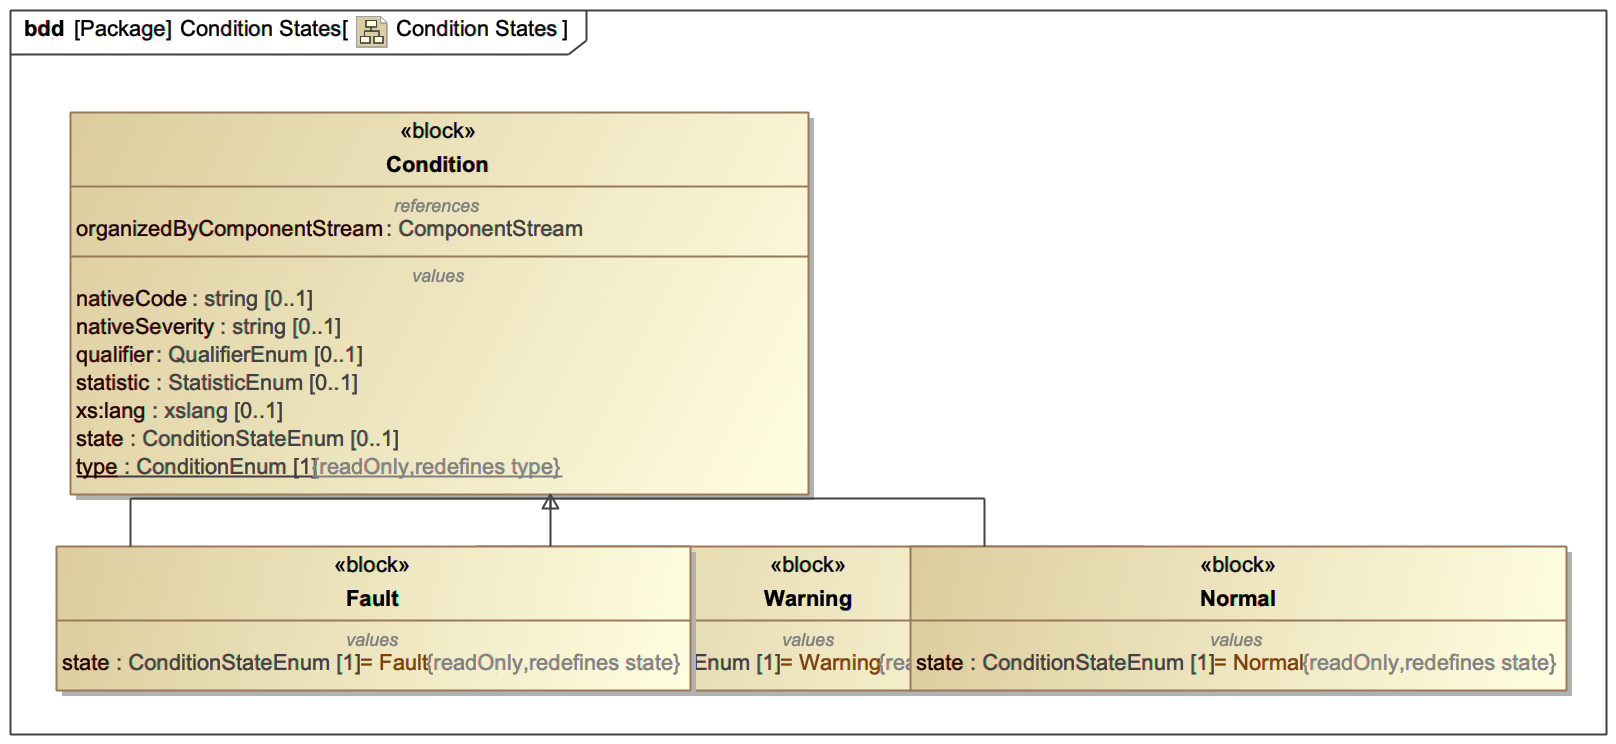 bdd [Package] Condition States[ Condition States ]
«block»
Condition
references
organizedByComponentStream : ComponentStream
values
nativeCode : string [0..1]
nativeSeverity : string [0..1]
qualifier : QualifierEnum [0..1]
statistic : StatisticEnum [0..1]
xs:lang : xslang [0..1]
state : ConditionStateEnum [0..1]
type : ConditionEnum [1]{readOnly,redefines type}
«block»
Fault
values
state : ConditionStateEnum [1]= Fault{readOnly,redefines state}
«block»
Warning
values
Enum [1]= Warning{rea
«block»
Normal
values
state : ConditionStateEnum [1]= Normal{readOnly,redefines state}